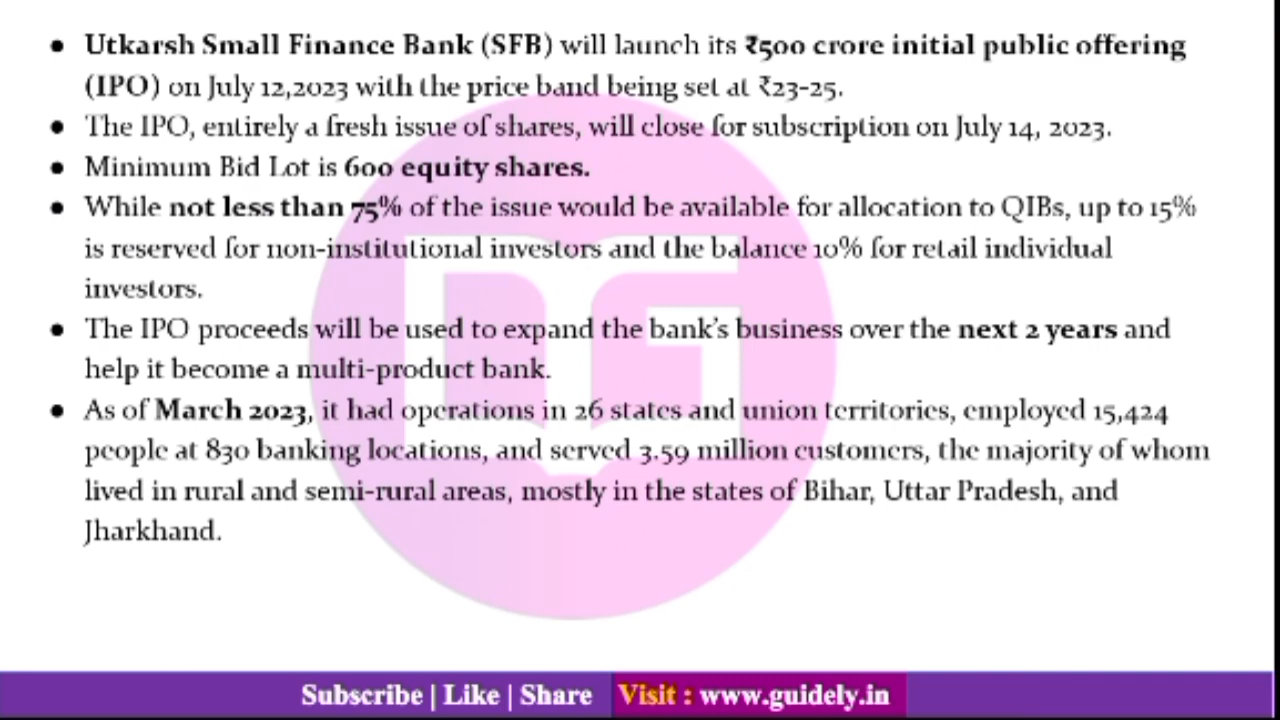 ● Utkarsh Small Finance Bank (SFB) will launch its ₹500 crore initial public offering
(IPO) on July 12,2023 with the price band being set at ₹23-25.
● The IPO, entirely a fresh issue of shares, will close for subscription on July 14, 2023.
● Minimum Bid Lot is 600 equity shares.
● While not less than 75% of the issue would be available for allocation to QIBs, up to 15%
is reserved for non-institutional investors and the balance 10% for retail individual
investors.
● The IPO proceeds will be used to expand the bank’s business over the next 2 years and
help it become a multi-product bank.
● As of March 2023, it had operations in 26 states and union territories, employed 15,424
people at 830 banking locations, and served 3.59 million customers, the majority of whom
lived in rural and semi-rural areas, mostly in the states of Bihar, Uttar Pradesh, and
Jharkhand.
Subscribe | Like | Share Visit : www.guidely.in